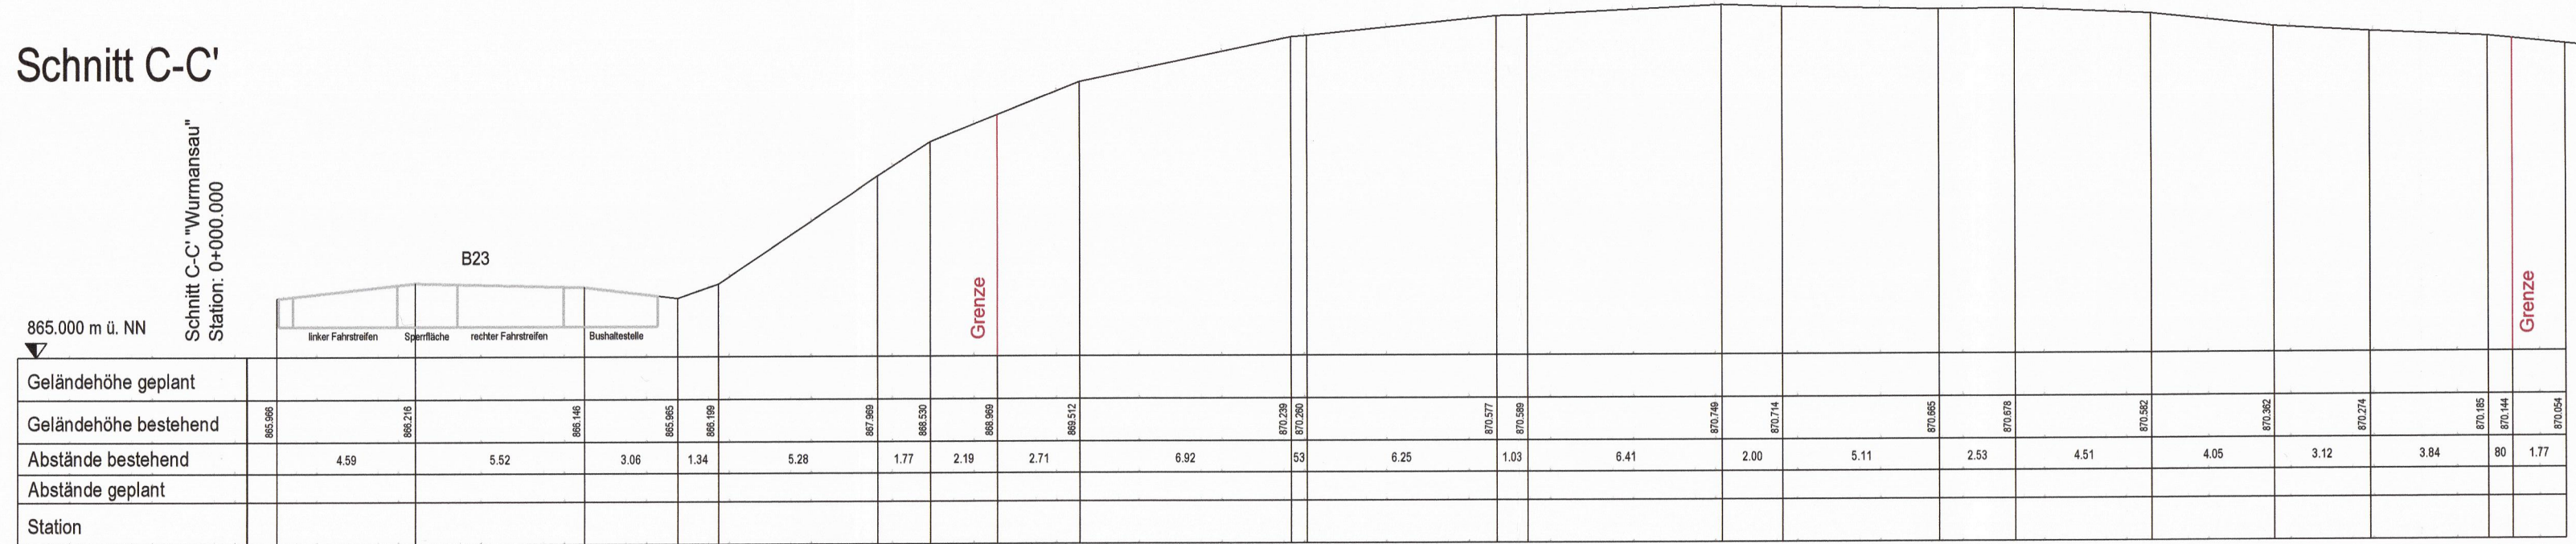 Schnitt C-C'
Schnitt C-C' "Wurmansau"
Station: 0+000.000
B23
865.000 m ü. NN
linker Fahrstreifen
Sperrfläche
rechter Fahrstreifen
Bushaltestelle
Grenze
Grenze
Geländehöhe geplant
Geländehöhe bestehend
865.966
866.216
866.146
865.965
866.199
867.969
868.530
868.969
869.512
870.239
870.260
870.577
870.589
870.749
870.714
870.665
870.678
870.582
870.362
870.274
870.185
870.144
870.054
Abstände bestehend
4.59
5.52
3.06
1.34
5.28
1.77
2.19
2.71
6.92
53
6.25
1.03
6.41
2.00
5.11
2.53
4.51
4.05
3.12
3.84
80
1.77
Abstände geplant
Station